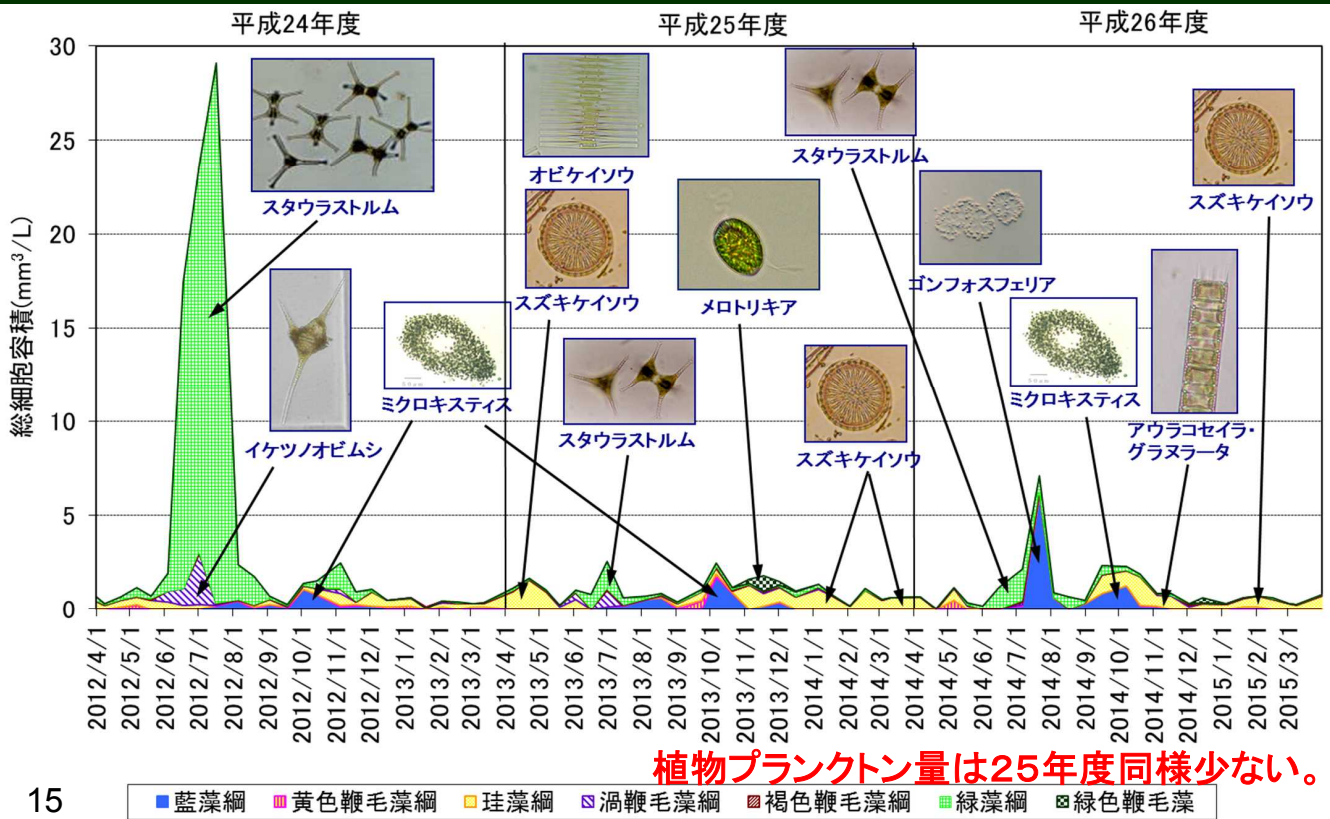 平成24年度
平成25年度
平成26年度
総細胞容積(mm³/L)
30
25
20
15
10
5
0
スタウラストルム
イケツノオビムシ
ミクロキスティス
オビケイソウ
スズキケイソウ
スタウラストルム
メロトリキア
スズキケイソウ
スタウラストルム
ゴンフォスフェリア
ミクロキスティス
アウラコセイラ・
グラヌラータ
スズキケイソウ
2012/4/1
2012/5/1
2012/6/1
2012/7/1
2012/8/1
2012/9/1
2012/10/1
2012/11/1
2012/12/1
2013/1/1
2013/2/1
2013/3/1
2013/4/1
2013/5/1
2013/6/1
2013/7/1
2013/8/1
2013/9/1
2013/10/1
2013/11/1
2013/12/1
2014/1/1
2014/2/1
2014/3/1
2014/4/1
2014/5/1
2014/6/1
2014/7/1
2014/8/1
2014/9/1
2014/10/1
2014/11/1
2014/12/1
2015/1/1
2015/2/1
2015/3/1
植物プランクトン量は25年度同様少ない。
15
藍藻綱 黄色鞭毛藻綱 珪藻綱 渦鞭毛藻綱 褐色鞭毛藻綱 緑藻綱 緑色鞭毛藻